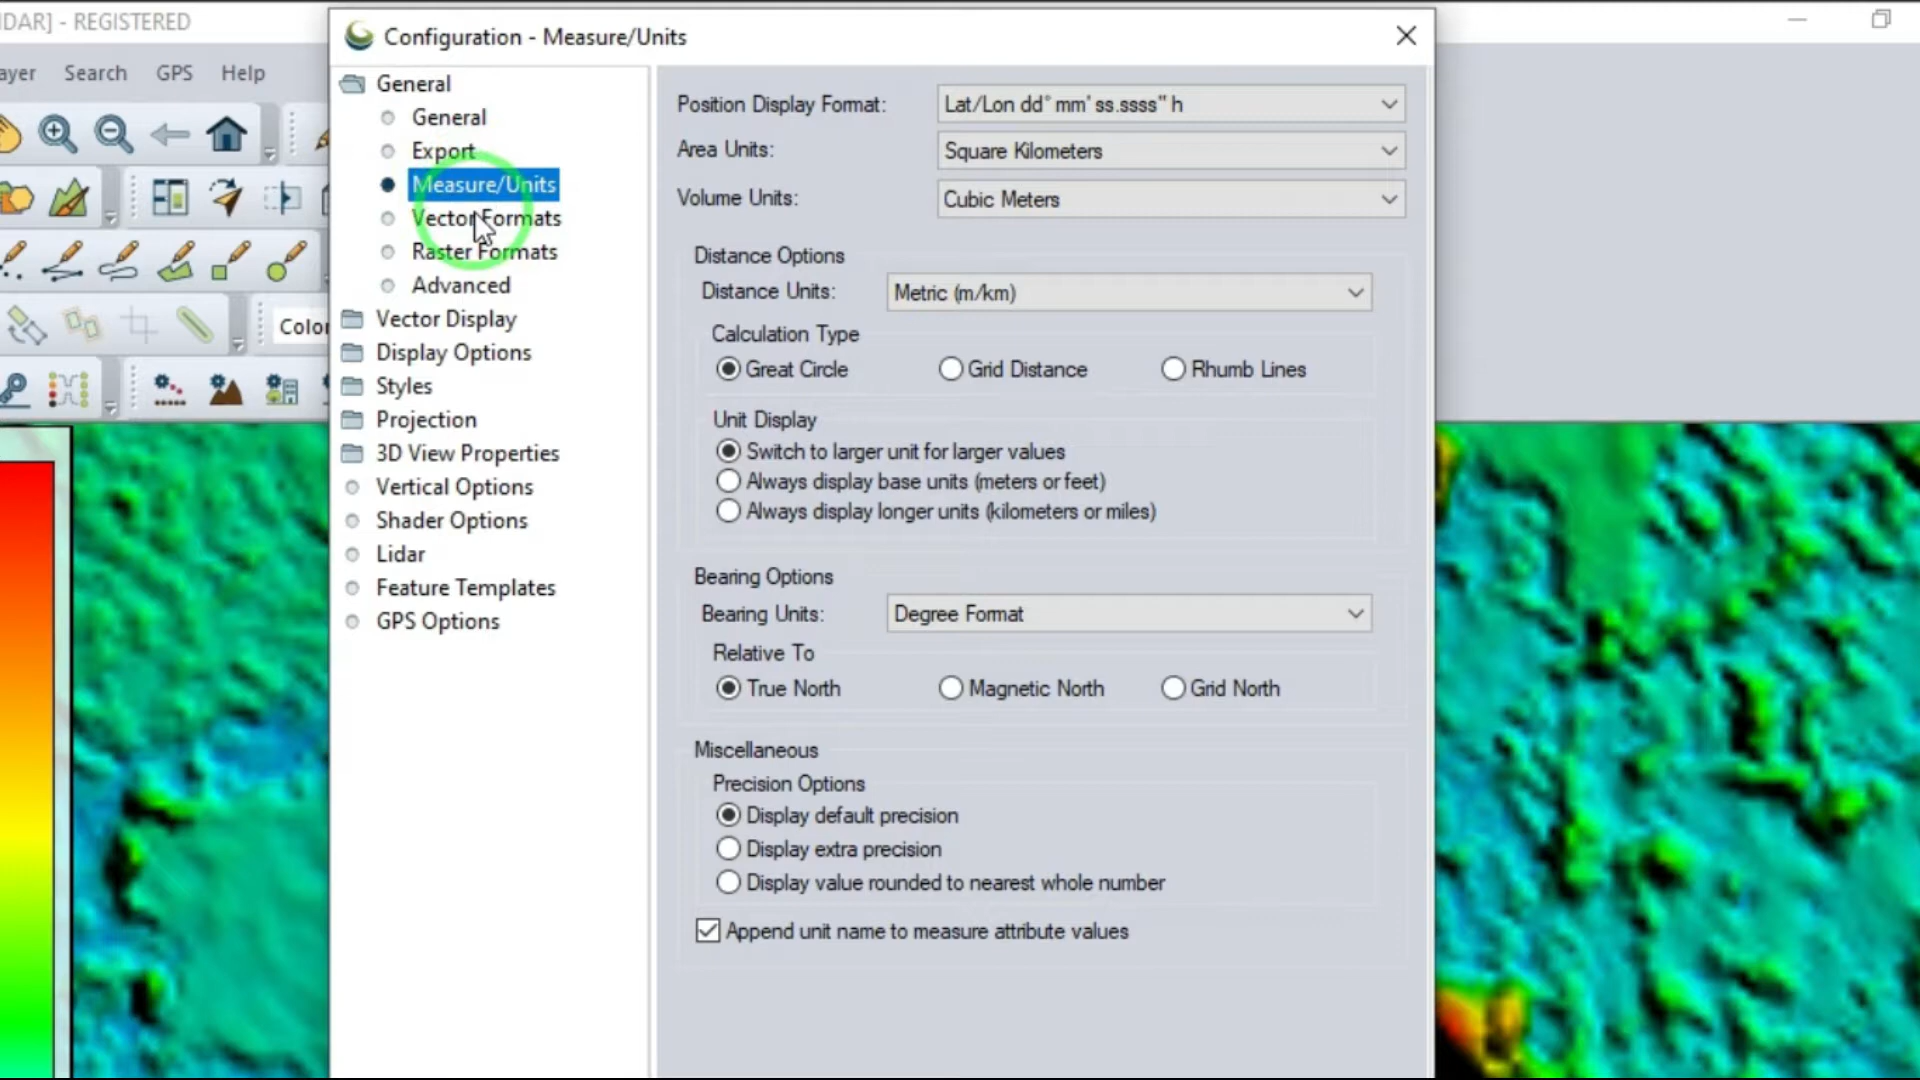 IDAR] - REGISTERED
ayer Search GPS Help
Color
Configuration - Measure/Units
General
General
Export
Measure/Units
Vector Formats
Raster Formats
Advanced
Vector Display
Display Options
Styles
Projection
3D View Properties
Vertical Options
Shader Options
Lidar
Feature Templates
GPS Options
Position Display Format: Lat/Lon dd° mm' ss.ssss" h
Area Units: Square Kilometers
Volume Units: Cubic Meters
Distance Options
Distance Units: Metric (m/km)
Calculation Type
Great Circle Grid Distance Rhumb Lines
Unit Display
Switch to larger unit for larger values
Always display base units (meters or feet)
Always display longer units (kilometers or miles)
Bearing Options
Bearing Units: Degree Format
Relative To
True North Magnetic North Grid North
Miscellaneous
Precision Options
Display default precision
Display extra precision
Display value rounded to nearest whole number
Append unit name to measure attribute values